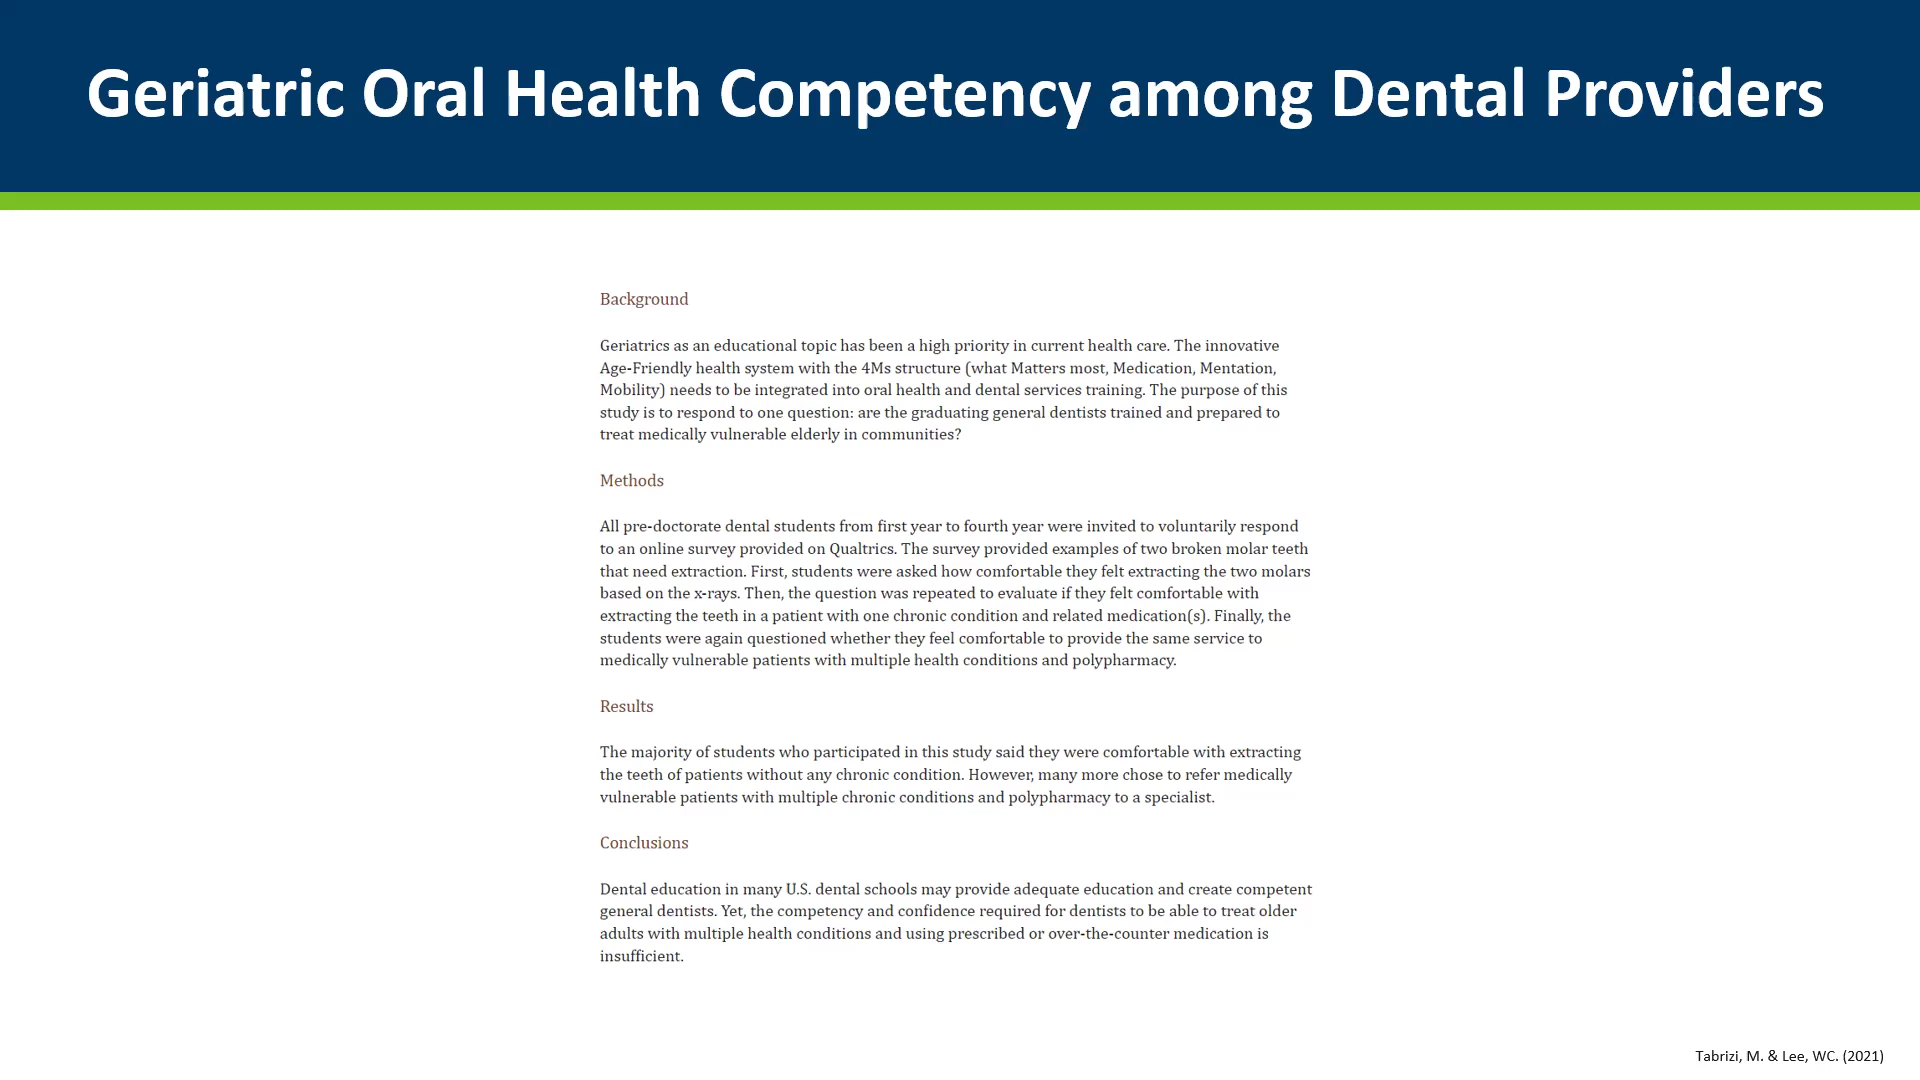 Geriatric Oral Health Competency among Dental Providers
Background
Geriatrics as an educational topic has been a high priority in current health care. The innovative
Age-Friendly health system with the 4Ms structure (what Matters most, Medication, Mentation,
Mobility) needs to be integrated into oral health and dental services training. The purpose of this
study is to respond to one question: are the graduating general dentists trained and prepared to
treat medically vulnerable elderly in communities?
Methods
All pre-doctorate dental students from first year to fourth year were invited to voluntarily respond
to an online survey provided on Qualtrics. The survey provided examples of two broken molar teeth
that need extraction. First, students were asked how comfortable they felt extracting the two molars
based on the x-rays. Then, the question was repeated to evaluate if they felt comfortable with
extracting the teeth in a patient with one chronic condition and related medication(s). Finally, the
students were again questioned whether they feel comfortable to provide the same service to
medically vulnerable patients with multiple health conditions and polypharmacy.
Results
The majority of students who participated in this study said they were comfortable with extracting
the teeth of patients without any chronic condition. However, many more chose to refer medically
vulnerable patients with multiple chronic conditions and polypharmacy to a specialist.
Conclusions
Dental education in many U.S. dental schools may provide adequate education and create competent
general dentists. Yet, the competency and confidence required for dentists to be able to treat older
adults with multiple health conditions and using prescribed or over-the-counter medication is
insufficient.
Tabrizi, M. & Lee, WC. (2021)